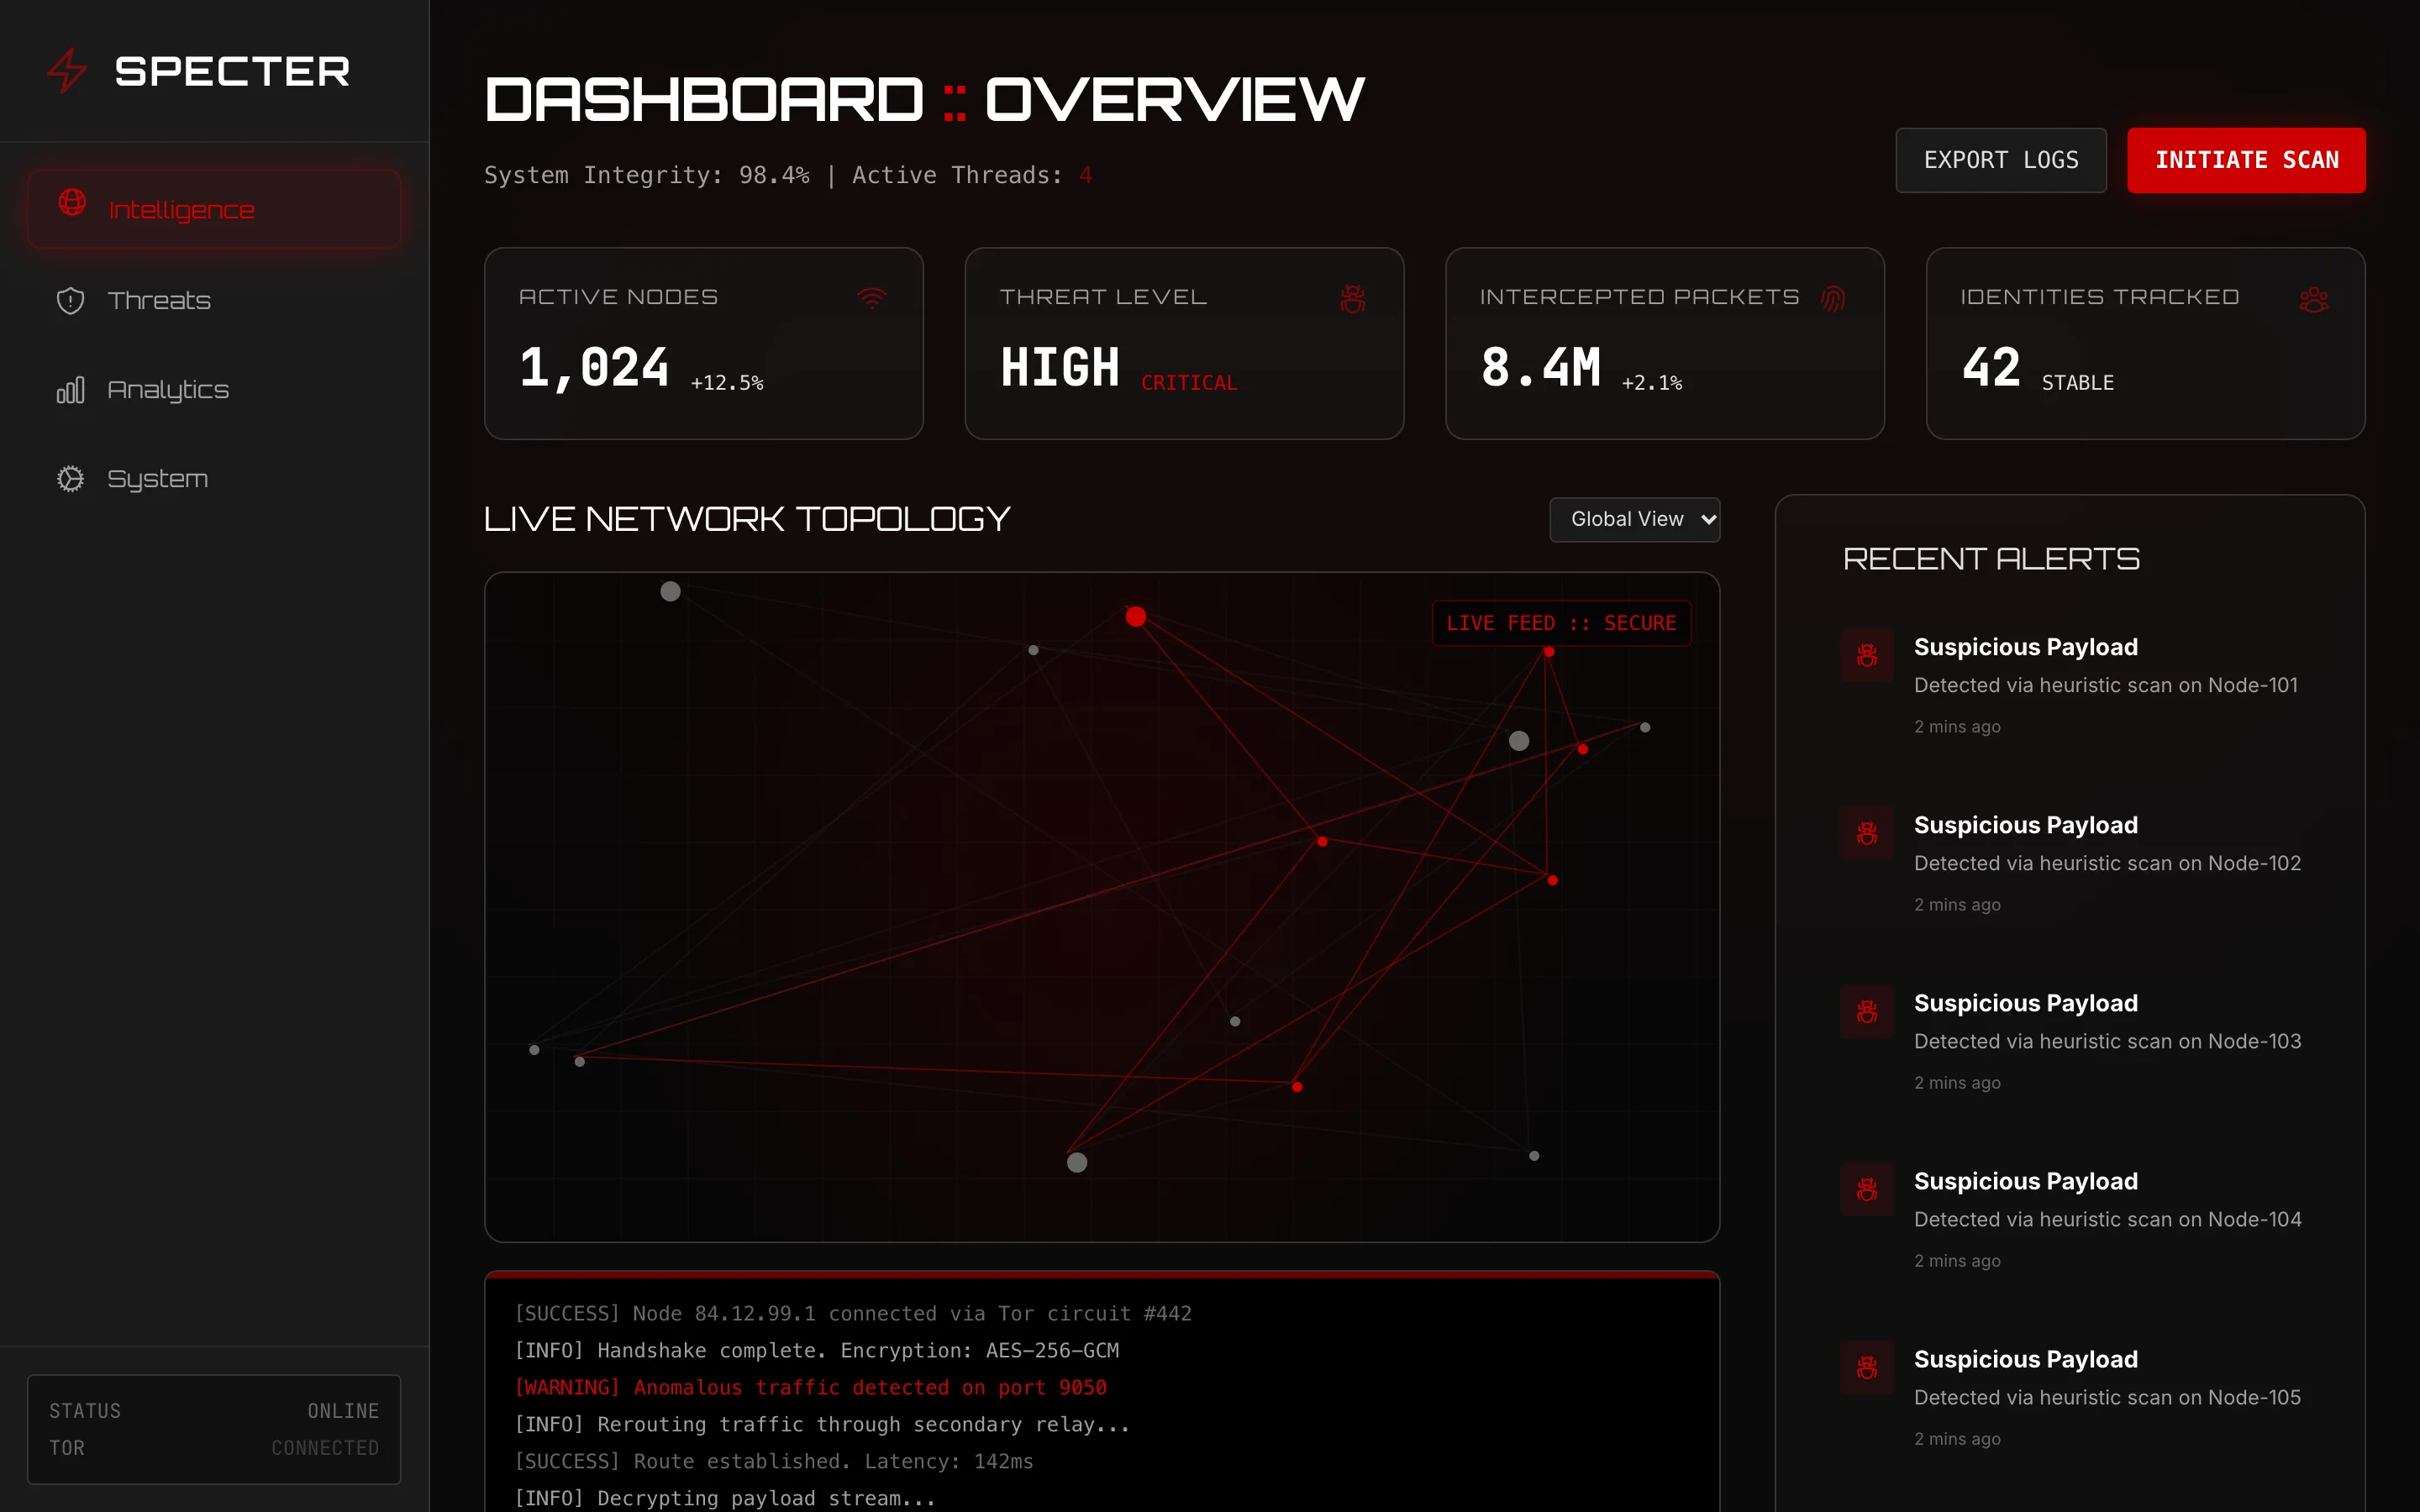 SPECTER
Intelligence
Threats
Analytics
System
STATUS ONLINE
TOR CONNECTED
DASHBOARD :: OVERVIEW
System Integrity: 98.4% | Active Threads: 4
EXPORT LOGS
INITIATE SCAN
ACTIVE NODES
1,024 +12.5%
THREAT LEVEL
HIGH CRITICAL
INTERCEPTED PACKETS
8.4M +2.1%
IDENTITIES TRACKED
42 STABLE
LIVE NETWORK TOPOLOGY
Global View
LIVE FEED :: SECURE
[SUCCESS] Node 84.12.99.1 connected via Tor circuit #442
[INFO] Handshake complete. Encryption: AES-256-GCM
[WARNING] Anomalous traffic detected on port 9050
[INFO] Rerouting traffic through secondary relay...
[SUCCESS] Route established. Latency: 142ms
[INFO] Decrypting payload stream...
RECENT ALERTS
Suspicious Payload
Detected via heuristic scan on Node-101
2 mins ago
Suspicious Payload
Detected via heuristic scan on Node-102
2 mins ago
Suspicious Payload
Detected via heuristic scan on Node-103
2 mins ago
Suspicious Payload
Detected via heuristic scan on Node-104
2 mins ago
Suspicious Payload
Detected via heuristic scan on Node-105
2 mins ago